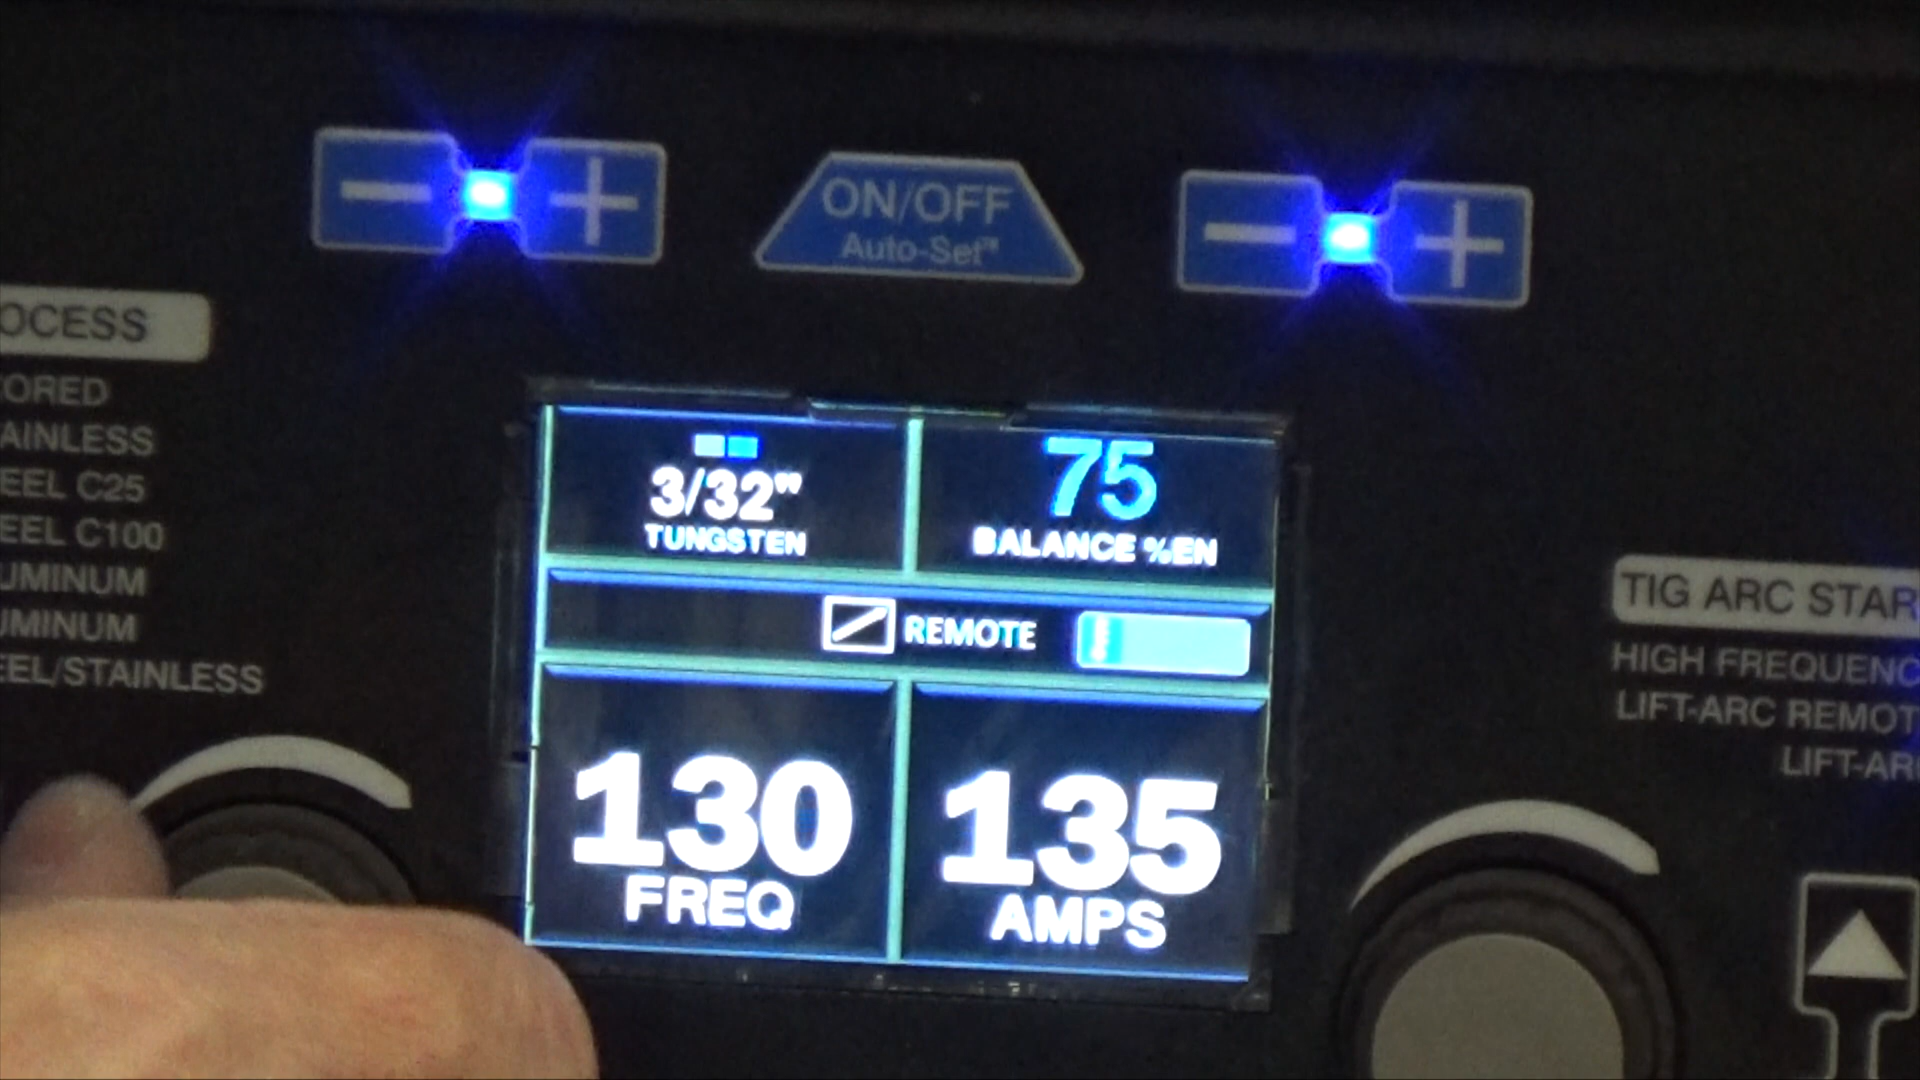 ON/OFF
Auto-Set™
OCESS
CORED
AINLESS
EEL C25
EEL C100
UMINUM
UMINUM
EEL/STAINLESS
3/32"
TUNGSTEN
75
BALANCE %EN
REMOTE
130
FREQ
135
AMPS
TIG ARC STAR
HIGH FREQUENC
LIFT-ARC REMOT
LIFT-AR